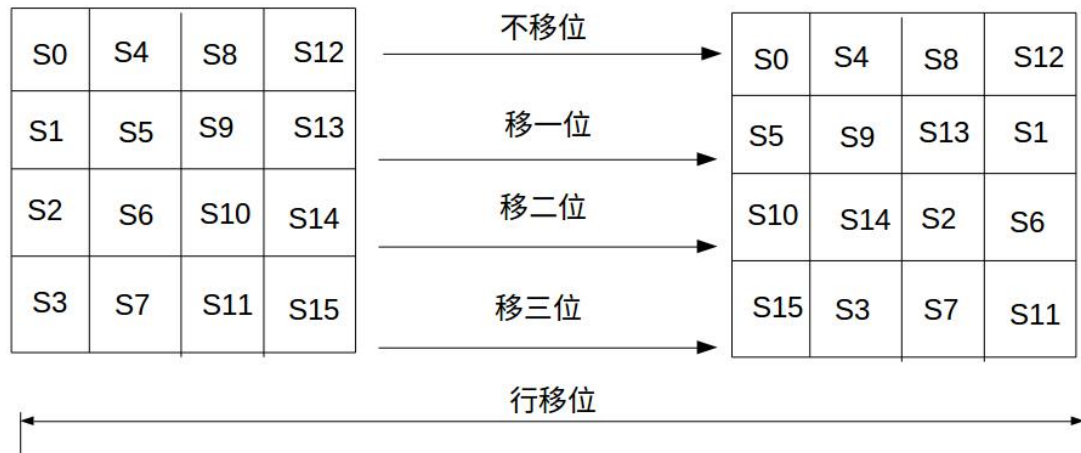 S0 S4 S8 S12 不移位 S0 S4 S8 S12
S1 S5 S9 S13 移一位 S5 S9 S13 S1
S2 S6 S10 S14 移二位 S10 S14 S2 S6
S3 S7 S11 S15 移三位 S15 S3 S7 S11
行移位